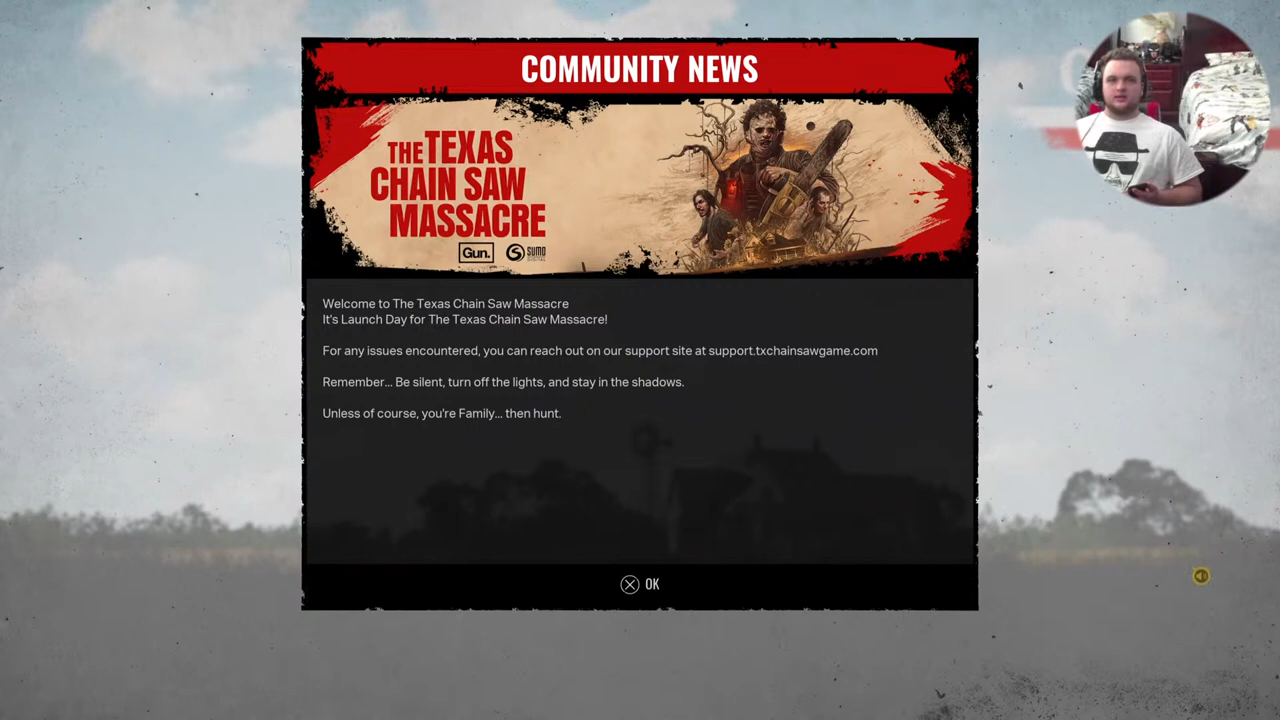 COMMUNITY NEWS
THE TEXAS
CHAIN SAW
MASSACRE
Gun. SUMO
DIGITAL
Welcome to The Texas Chain Saw Massacre
It's Launch Day for The Texas Chain Saw Massacre!
For any issues encountered, you can reach out on our support site at support.txchainsawgame.com
Remember... Be silent, turn off the lights, and stay in the shadows.
Unless of course, you're Family... then hunt.
OK